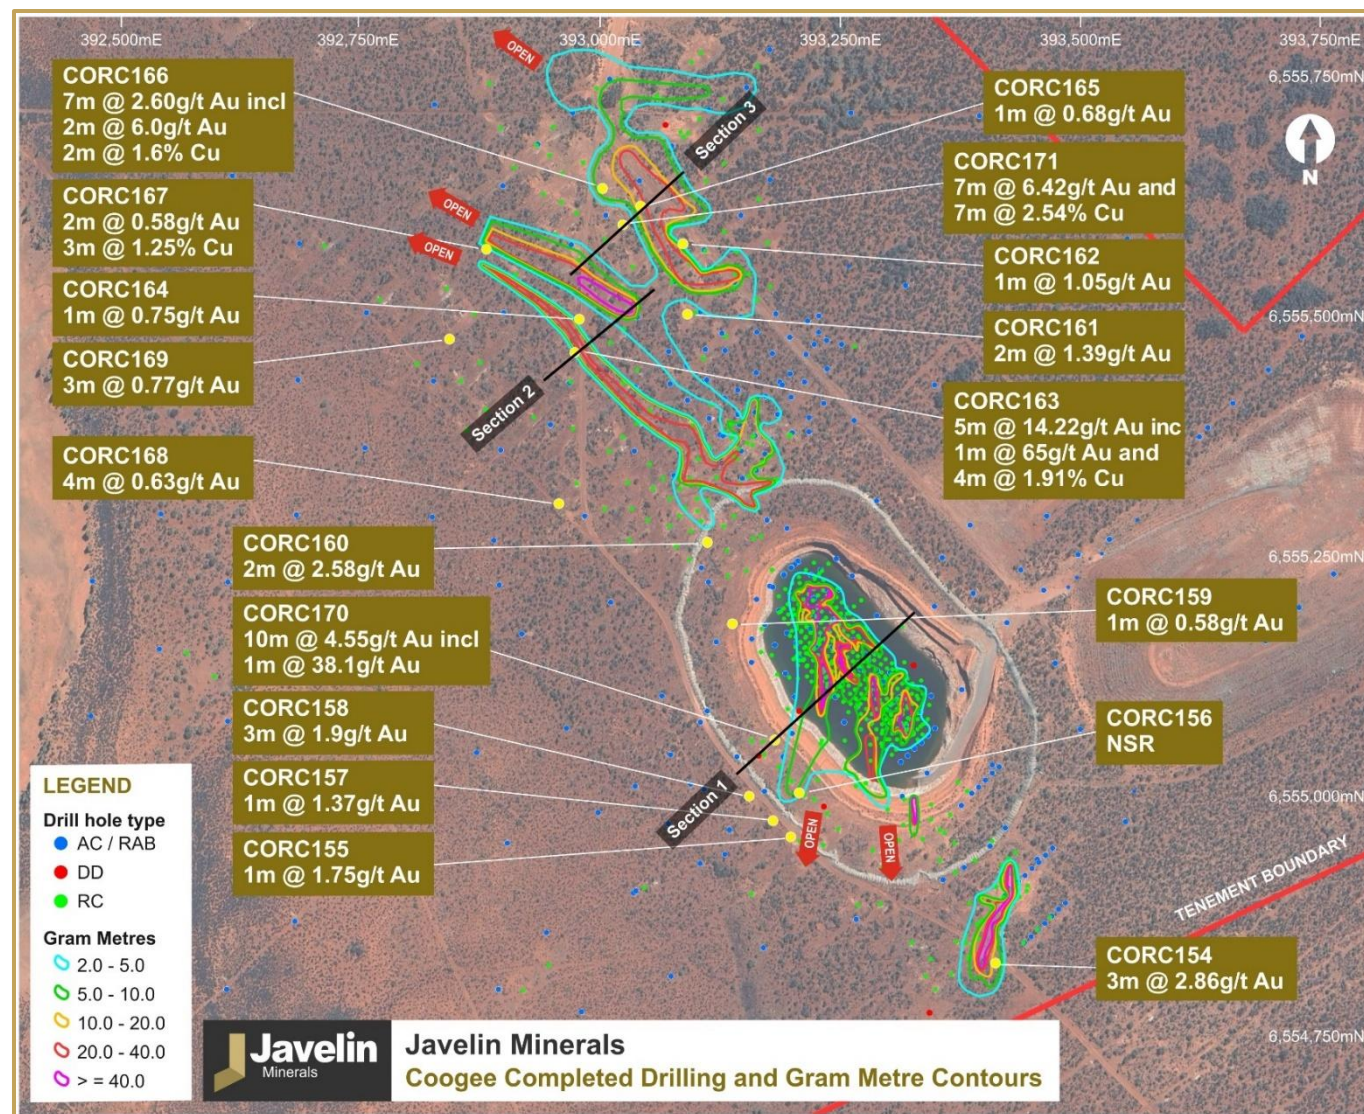 392,500mE
392,750mE
393,000mE
393,250mE
393,500mE
393,750mE
OPEN
6,555,750mN
CORC166
7m @ 2.60g/t Au incl
2m @ 6.0g/t Au
2m @ 1.6% Cu
CORC165
1m @ 0.68g/t Au
Section 3
N
CORC171
7m @ 6.42g/t Au and
7m @ 2.54% Cu
CORC167
2m @ 0.58g/t Au
3m @ 1.25% Cu
OPEN
OPEN
CORC162
1m @ 1.05g/t Au
CORC164
1m @ 0.75g/t Au
6,555,500mN
CORC161
2m @ 1.39g/t Au
CORC169
3m @ 0.77g/t Au
Section 2
CORC163
5m @ 14.22g/t Au inc
1m @ 65g/t Au and
4m @ 1.91% Cu
CORC168
4m @ 0.63g/t Au
CORC160
2m @ 2.58g/t Au
6,555,250mN
CORC159
1m @ 0.58g/t Au
CORC170
10m @ 4.55g/t Au incl
1m @ 38.1g/t Au
CORC158
3m @ 1.9g/t Au
CORC156
NSR
CORC157
1m @ 1.37g/t Au
Section 1
6,555,000mN
CORC155
1m @ 1.75g/t Au
OPEN
OPEN
TENEMENT BOUNDARY
CORC154
3m @ 2.86g/t Au
6,554,750mN
LEGEND
Drill hole type
AC / RAB
DD
RC
Gram Metres
2.0 - 5.0
5.0 - 10.0
10.0 - 20.0
20.0 - 40.0
> = 40.0
Javelin
Minerals
Javelin Minerals
Coogee Completed Drilling and Gram Metre Contours